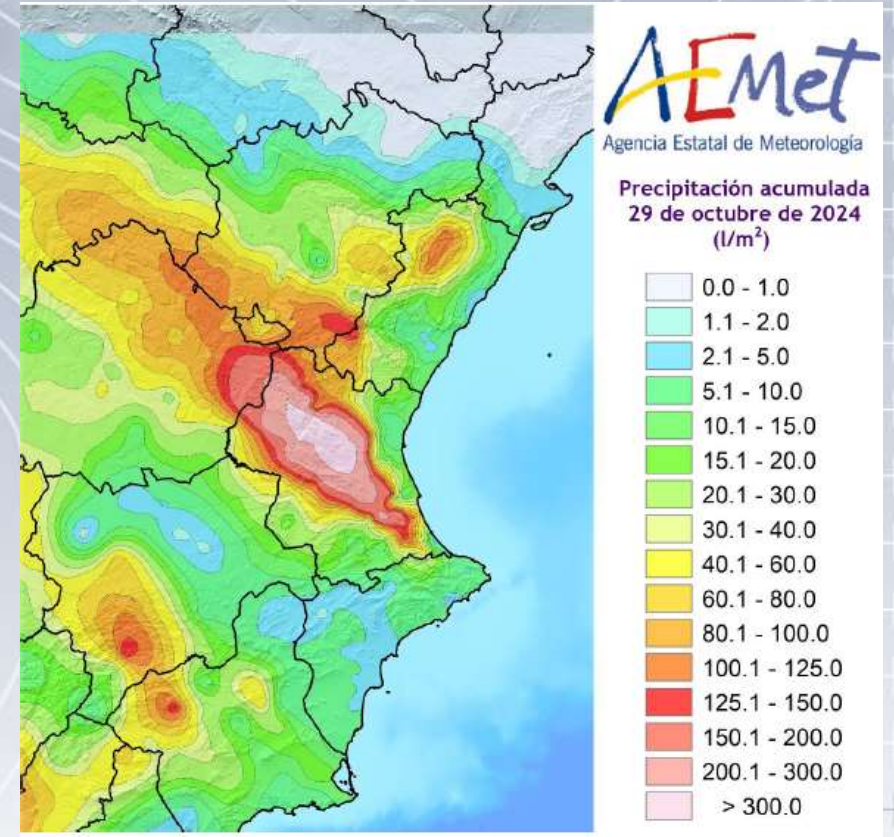 AEMet
Agencia Estatal de Meteorología
Precipitación acumulada
29 de octubre de 2024
(l/m²)
0.0 - 1.0
1.1 - 2.0
2.1 - 5.0
5.1 - 10.0
10.1 - 15.0
15.1 - 20.0
20.1 - 30.0
30.1 - 40.0
40.1 - 60.0
60.1 - 80.0
80.1 - 100.0
100.1 - 125.0
125.1 - 150.0
150.1 - 200.0
200.1 - 300.0
> 300.0